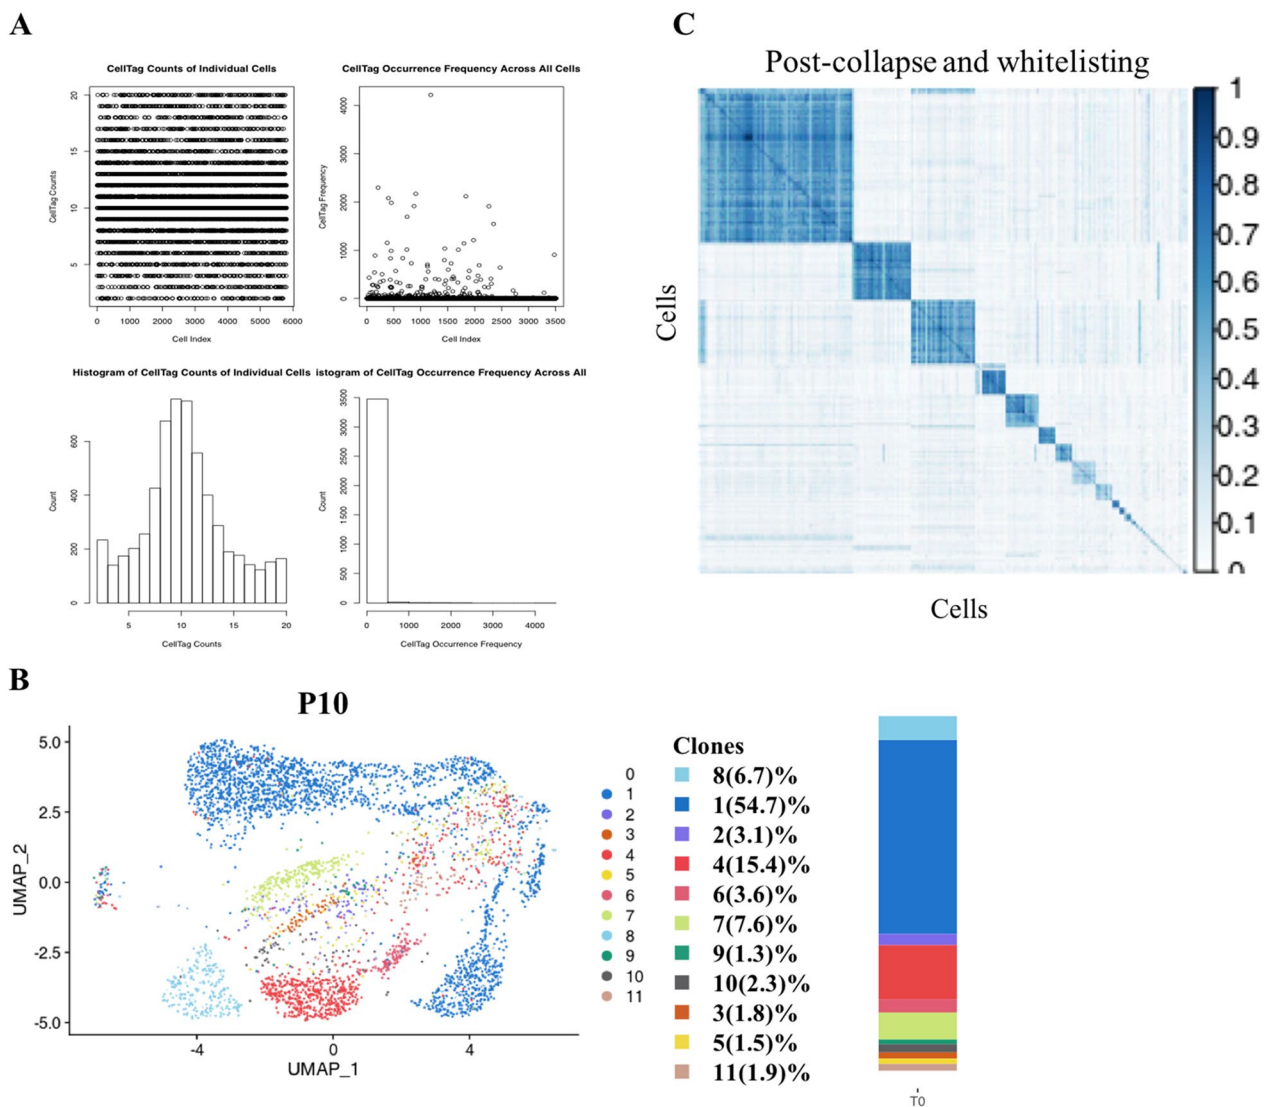 A
CellTag Counts of Individual Cells
20
15
10
5
CellTag Counts
0 1000 2000 3000 4000 5000 6000
Cell Index
CellTag Occurrence Frequency Across All Cells
4000
3000
2000
1000
0
CellTag Frequency
0 500 1000 1500 2000 2500 3000 3500
Cell Index
Histogram of CellTag Counts of Individual Cells
600
400
200
0
Count
5 10 15 20
CellTag Counts
istogram of CellTag Occurrence Frequency Across All
3500
3000
2500
2000
1500
1000
500
0
Count
0 1000 2000 3000 4000
CellTag Occurrence Frequency
C
Post-collapse and whitelisting
Cells
Cells
1
0.9
0.8
0.7
0.6
0.5
0.4
0.3
0.2
0.1
0
B
P10
5.0
2.5
0.0
-2.5
-5.0
UMAP_2
-4 0 4
UMAP_1
0
1
2
3
4
5
6
7
8
9
10
11
Clones
8(6.7)%
1(54.7)%
2(3.1)%
4(15.4)%
6(3.6)%
7(7.6)%
9(1.3)%
10(2.3)%
3(1.8)%
5(1.5)%
11(1.9)%
T0